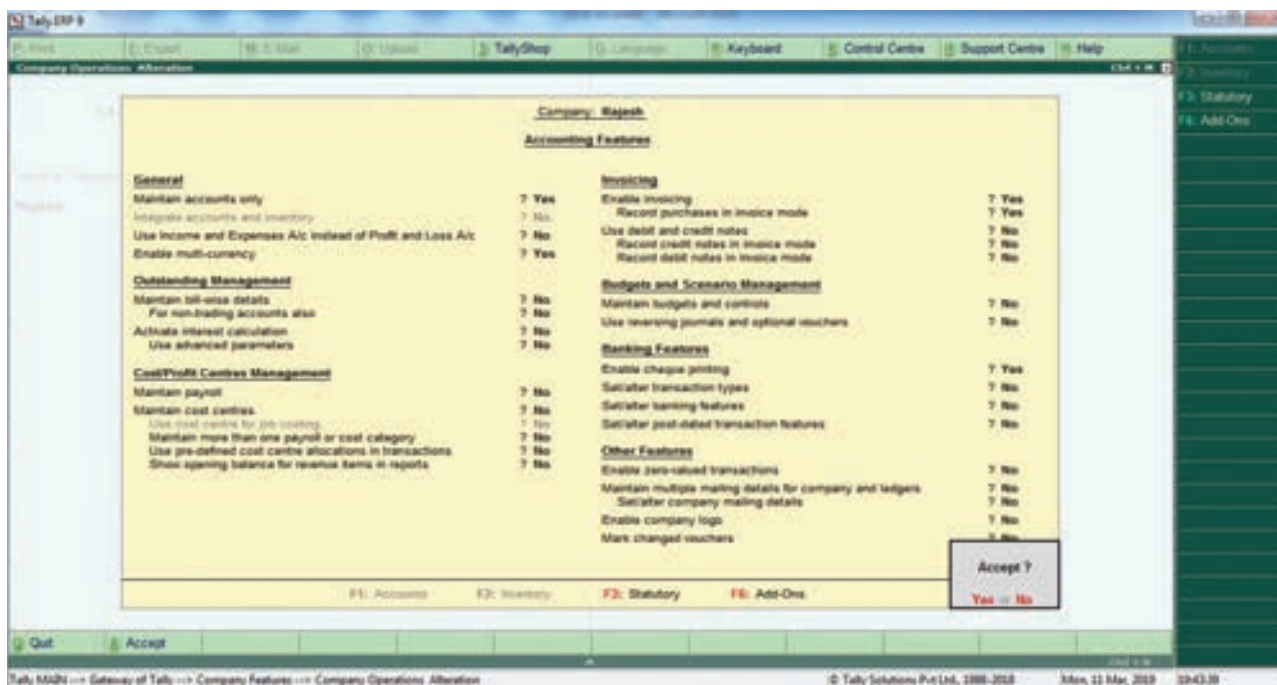 Tally.ERP 9
P: Print E: Export M: E-Mail O: Upload S: TallyShop G: Language K: Keyboard K: Control Centre H: Support Centre H: Help
Company Operations Alteration Ctrl + M
F1: Accounts
F2: Inventory
F3: Statutory
F6: Add-Ons
Company: Rajesh
Accounting Features
General
Maintain accounts only ? Yes
Integrate accounts and inventory ? No
Use Income and Expenses A/c instead of Profit and Loss A/c ? No
Enable multi-currency ? Yes
Outstanding Management
Maintain bill-wise details ? No
For non-trading accounts also ? No
Activate interest calculation ? No
Use advanced parameters ? No
Cost/Profit Centres Management
Maintain payroll ? No
Maintain cost centres ? No
Use cost centre for job costing ? No
Maintain more than one payroll or cost category ? No
Use pre-defined cost centre allocations in transactions ? No
Show opening balance for revenue items in reports ? No
Invoicing
Enable invoicing ? Yes
Record purchases in invoice mode ? Yes
Use debit and credit notes ? No
Record credit notes in invoice mode ? No
Record debit notes in invoice mode ? No
Budgets and Scenario Management
Maintain budgets and controls ? No
Use reversing journals and optional vouchers ? No
Banking Features
Enable cheque printing ? Yes
Set/alter transaction types ? No
Set/alter banking features ? No
Set/alter post-dated transaction features ? No
Other Features
Enable zero-valued transactions ? No
Maintain multiple mailing details for company and ledgers ? No
Set/alter company mailing details ? No
Enable company logo ? No
Mark changed vouchers ? No
Accept ?
Yes or No
F1: Accounts F2: Inventory F3: Statutory F6: Add-Ons
Q: Quit A: Accept
Ctrl + N
Tally MAIN --> Gateway of Tally --> Company Features --> Company Operations Alteration © Tally Solutions Pvt Ltd., 1988-2018 Mon, 11 Mar, 2019 19:43:39